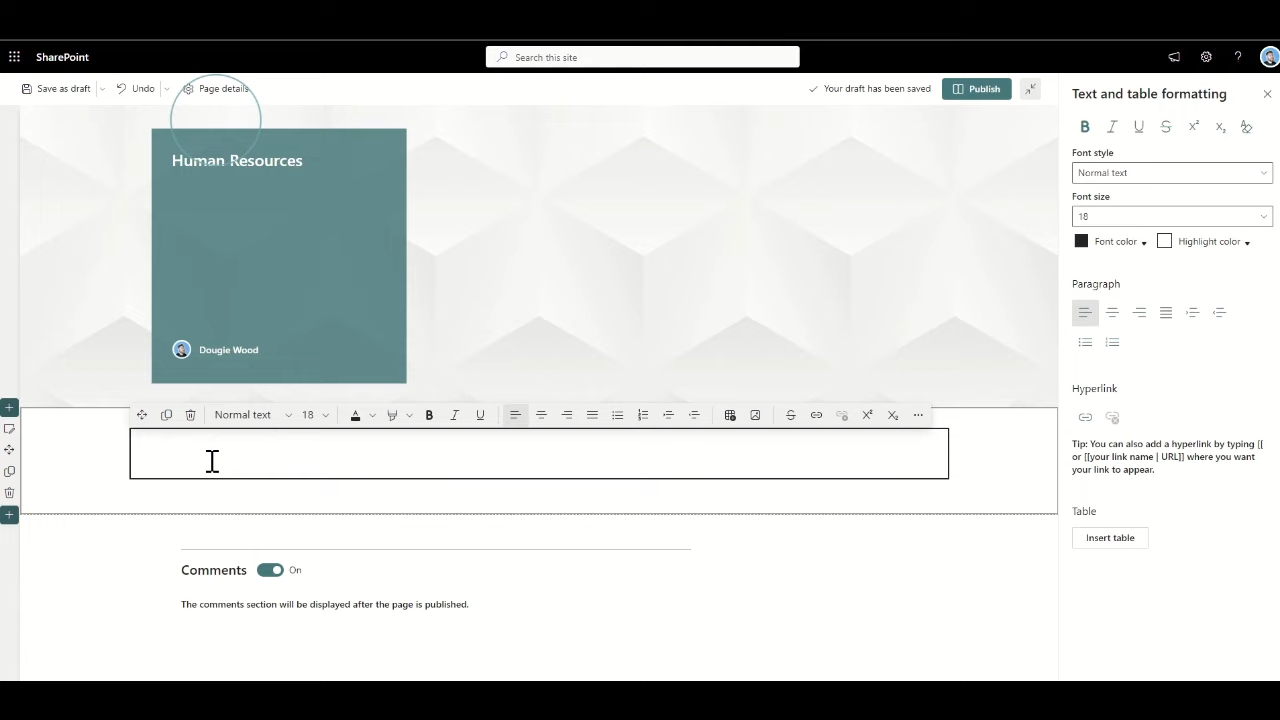 SharePoint
Search this site
?
Save as draft
Undo
Page details
Your draft has been saved
Publish
Human Resources
Dougie Wood
Normal text
18
A
B
I
U
S
X²
X₂
...
Comments
On
The comments section will be displayed after the page is published.
Text and table formatting
B
I
U
S
X²
X₂
Font style
Normal text
Font size
18
Font color
Highlight color
Paragraph
Hyperlink
Tip: You can also add a hyperlink by typing [[
or [[your link name | URL]] where you want
your link to appear.
Table
Insert table